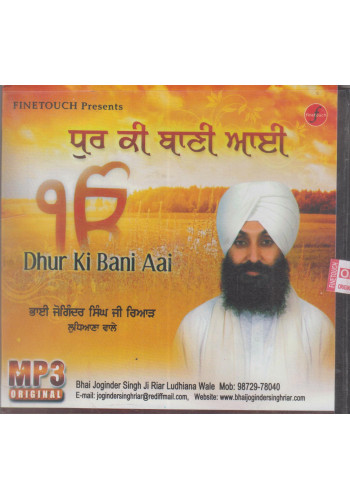 FINETOUCH Presents
ਧੁਰ ਕੀ ਬਾਣੀ ਆਈ
ੴ
Dhur Ki Bani Aai
ਭਾਈ ਜੋਗਿੰਦਰ ਸਿੰਘ ਜੀ ਰਿਆੜ
ਲੁਧਿਆਣਾ ਵਾਲੇ
MP3
ORIGINAL
Bhai Joginder Singh Ji Riar Ludhiana Wale Mob: 98729-78040
E-mail: jogindersinghriar@rediffmail.com, Website: www.bhaijogindersinghriar.com